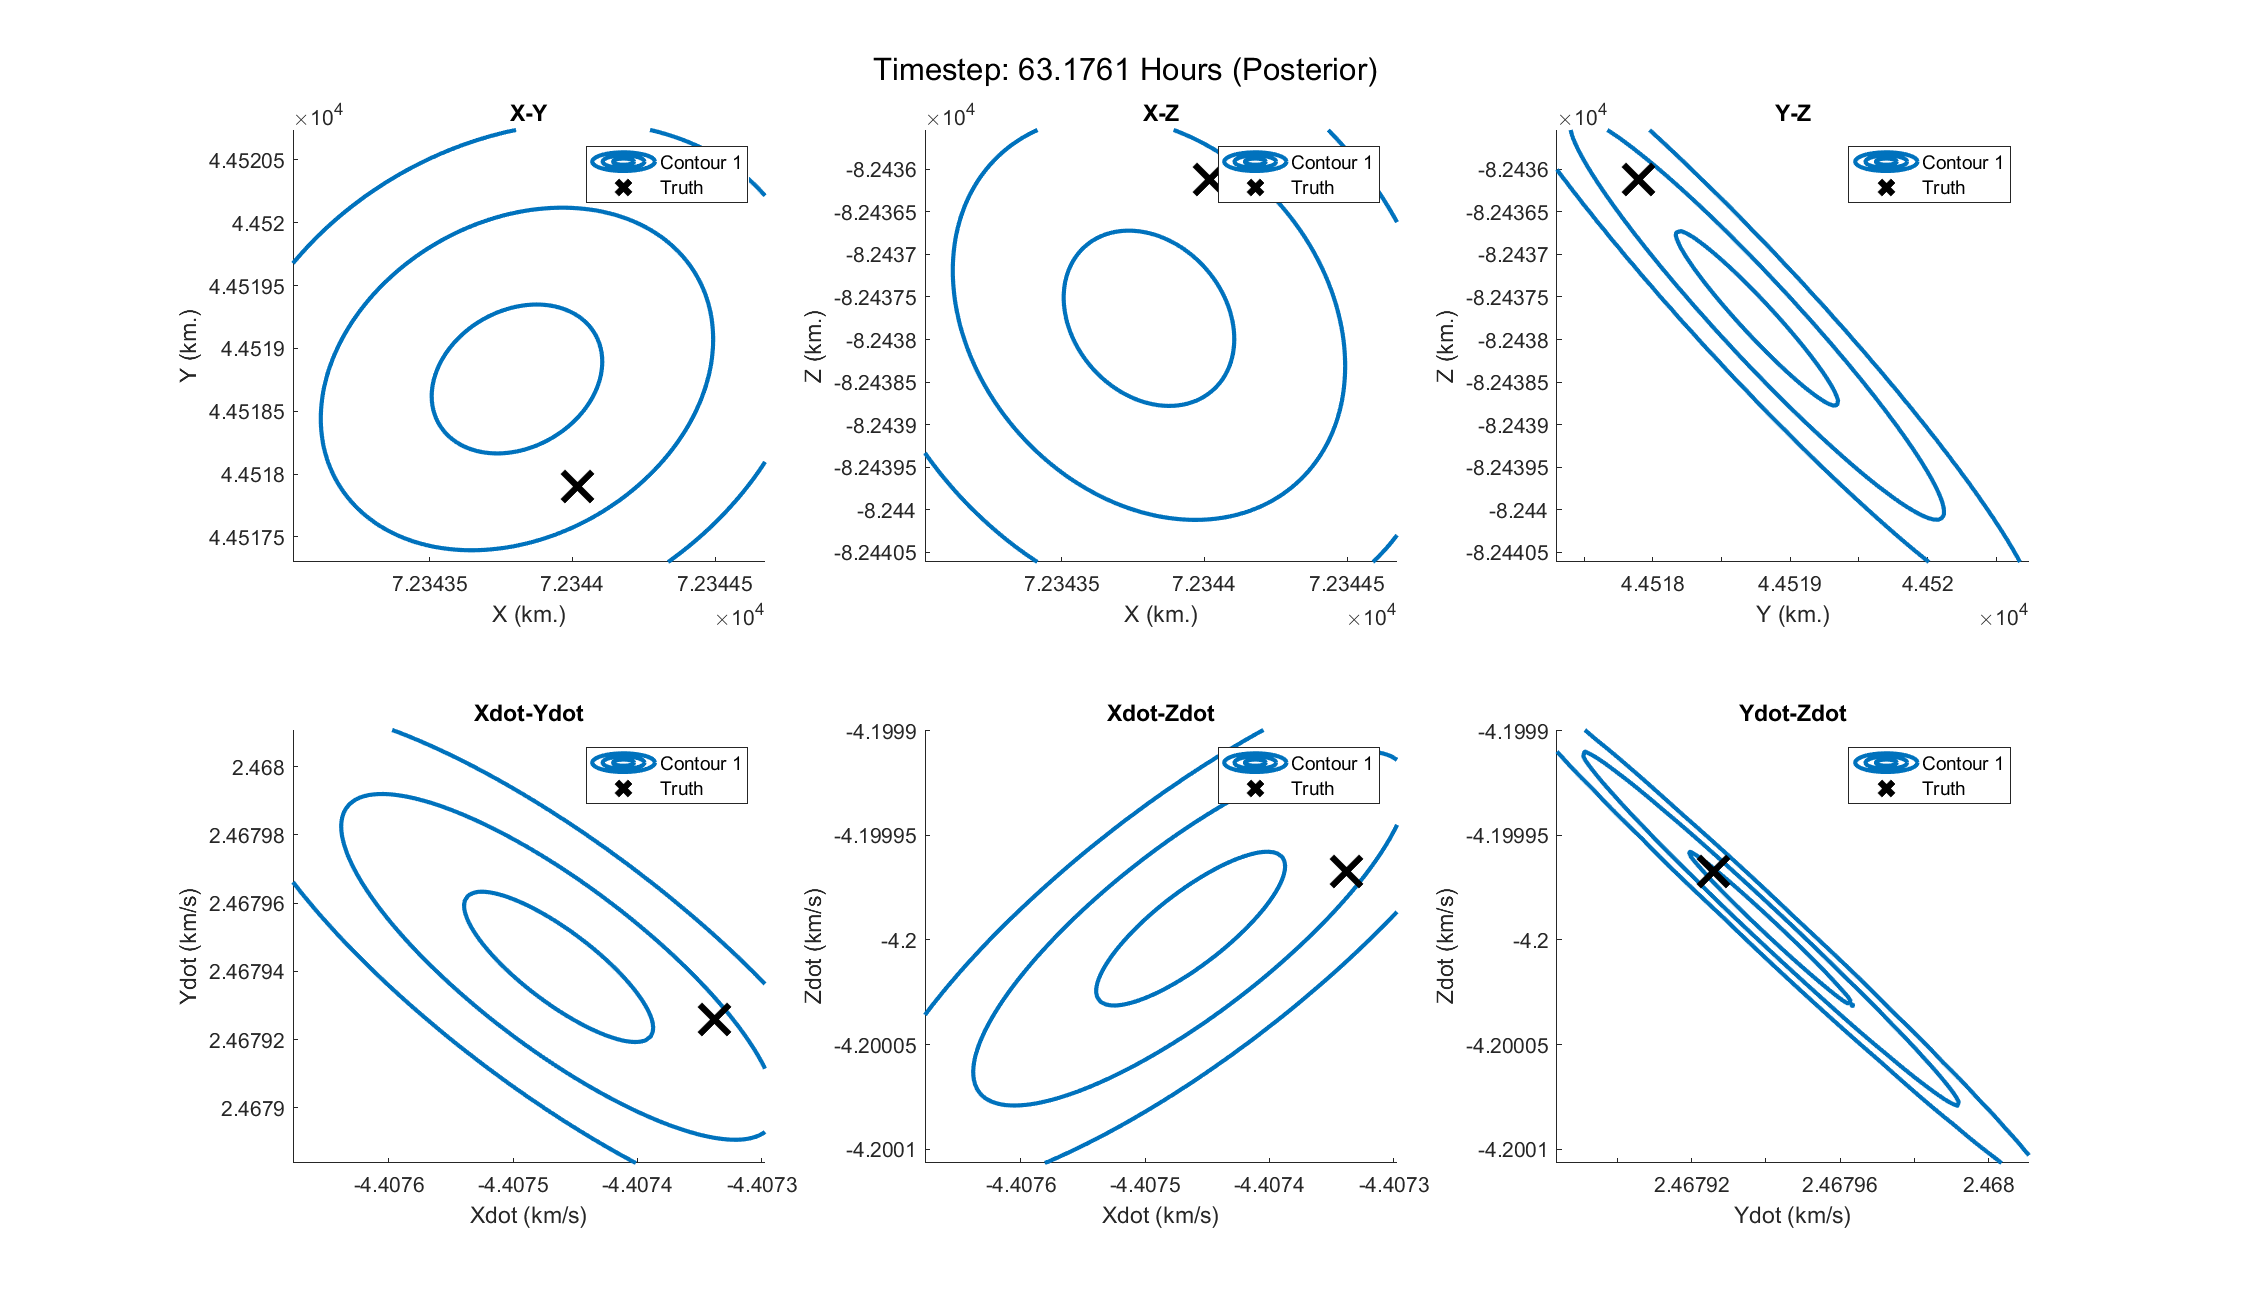 Timestep: 63.1761 Hours (Posterior)
X-Y
×10^4
4.45205
4.452
4.45195
4.4519
4.45185
4.4518
4.45175
Y (km.)
7.23435
7.2344
7.23445
X (km.)
×10^4
Contour 1
Truth
X-Z
×10^4
-8.2436
-8.24365
-8.2437
-8.24375
-8.2438
-8.24385
-8.2439
-8.24395
-8.244
-8.24405
Z (km.)
7.23435
7.2344
7.23445
X (km.)
×10^4
Contour 1
Truth
Y-Z
×10^4
-8.2436
-8.24365
-8.2437
-8.24375
-8.2438
-8.24385
-8.2439
-8.24395
-8.244
-8.24405
Z (km.)
4.4518
4.4519
4.452
Y (km.)
×10^4
Contour 1
Truth
Xdot-Ydot
2.468
2.46798
2.46796
2.46794
2.46792
2.4679
Ydot (km/s)
-4.4076
-4.4075
-4.4074
-4.4073
Xdot (km/s)
Contour 1
Truth
Xdot-Zdot
-4.1999
-4.19995
-4.2
-4.20005
-4.2001
Zdot (km/s)
-4.4076
-4.4075
-4.4074
-4.4073
Xdot (km/s)
Contour 1
Truth
Ydot-Zdot
-4.1999
-4.19995
-4.2
-4.20005
-4.2001
Zdot (km/s)
2.46792
2.46796
2.468
Ydot (km/s)
Contour 1
Truth